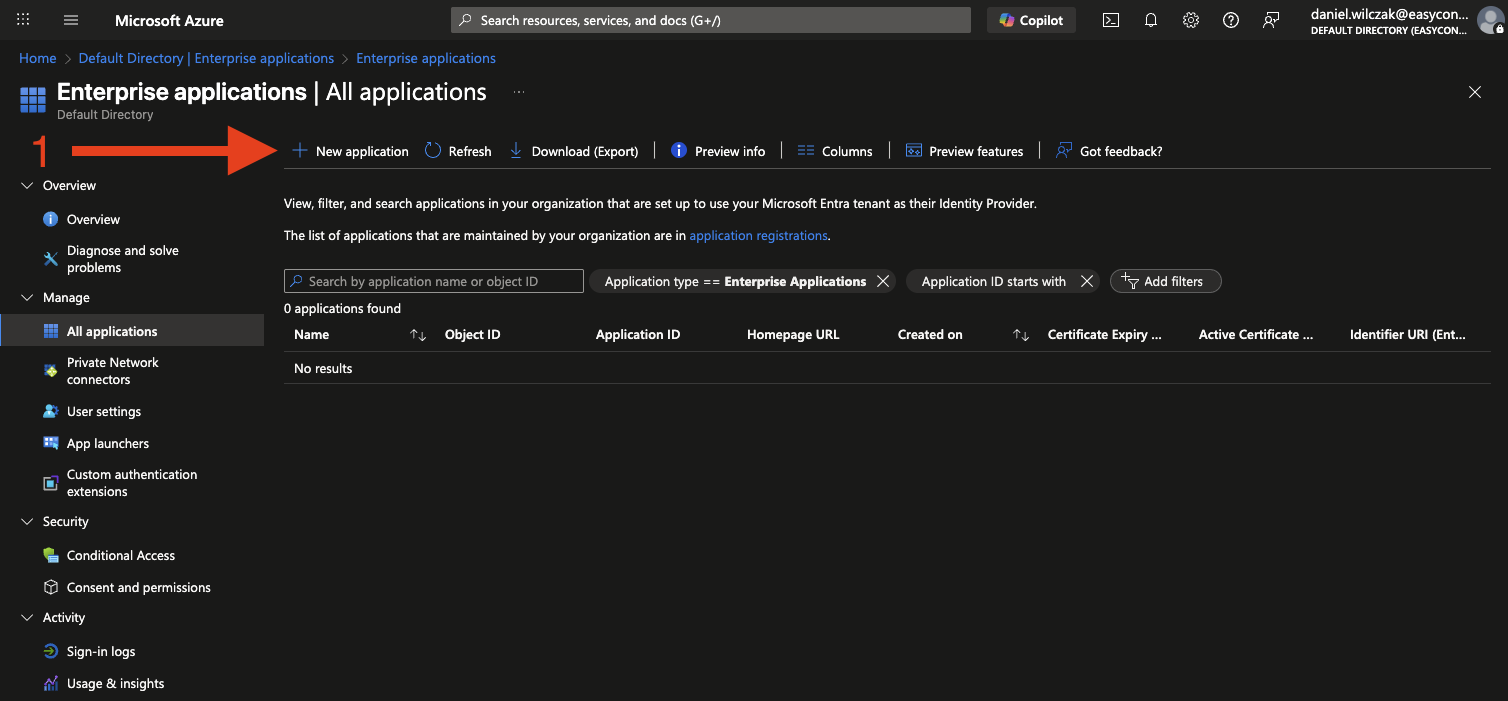 Microsoft Azure
Search resources, services, and docs (G+/)
Copilot
daniel.wilczak@easycon...
DEFAULT DIRECTORY (EASYCON...
Home > Default Directory | Enterprise applications > Enterprise applications
Enterprise applications | All applications ...
Default Directory
1
New application
Refresh
Download (Export)
Preview info
Columns
Preview features
Got feedback?
Overview
Overview
Diagnose and solve
problems
Manage
All applications
Private Network
connectors
User settings
App launchers
Custom authentication
extensions
Security
Conditional Access
Consent and permissions
Activity
Sign-in logs
Usage & insights
View, filter, and search applications in your organization that are set up to use your Microsoft Entra tenant as their Identity Provider.
The list of applications that are maintained by your organization are in application registrations.
Search by application name or object ID
Application type == Enterprise Applications
Application ID starts with
Add filters
0 applications found
Name Object ID Application ID Homepage URL Created on Certificate Expiry ... Active Certificate ... Identifier URI (Ent...
No results